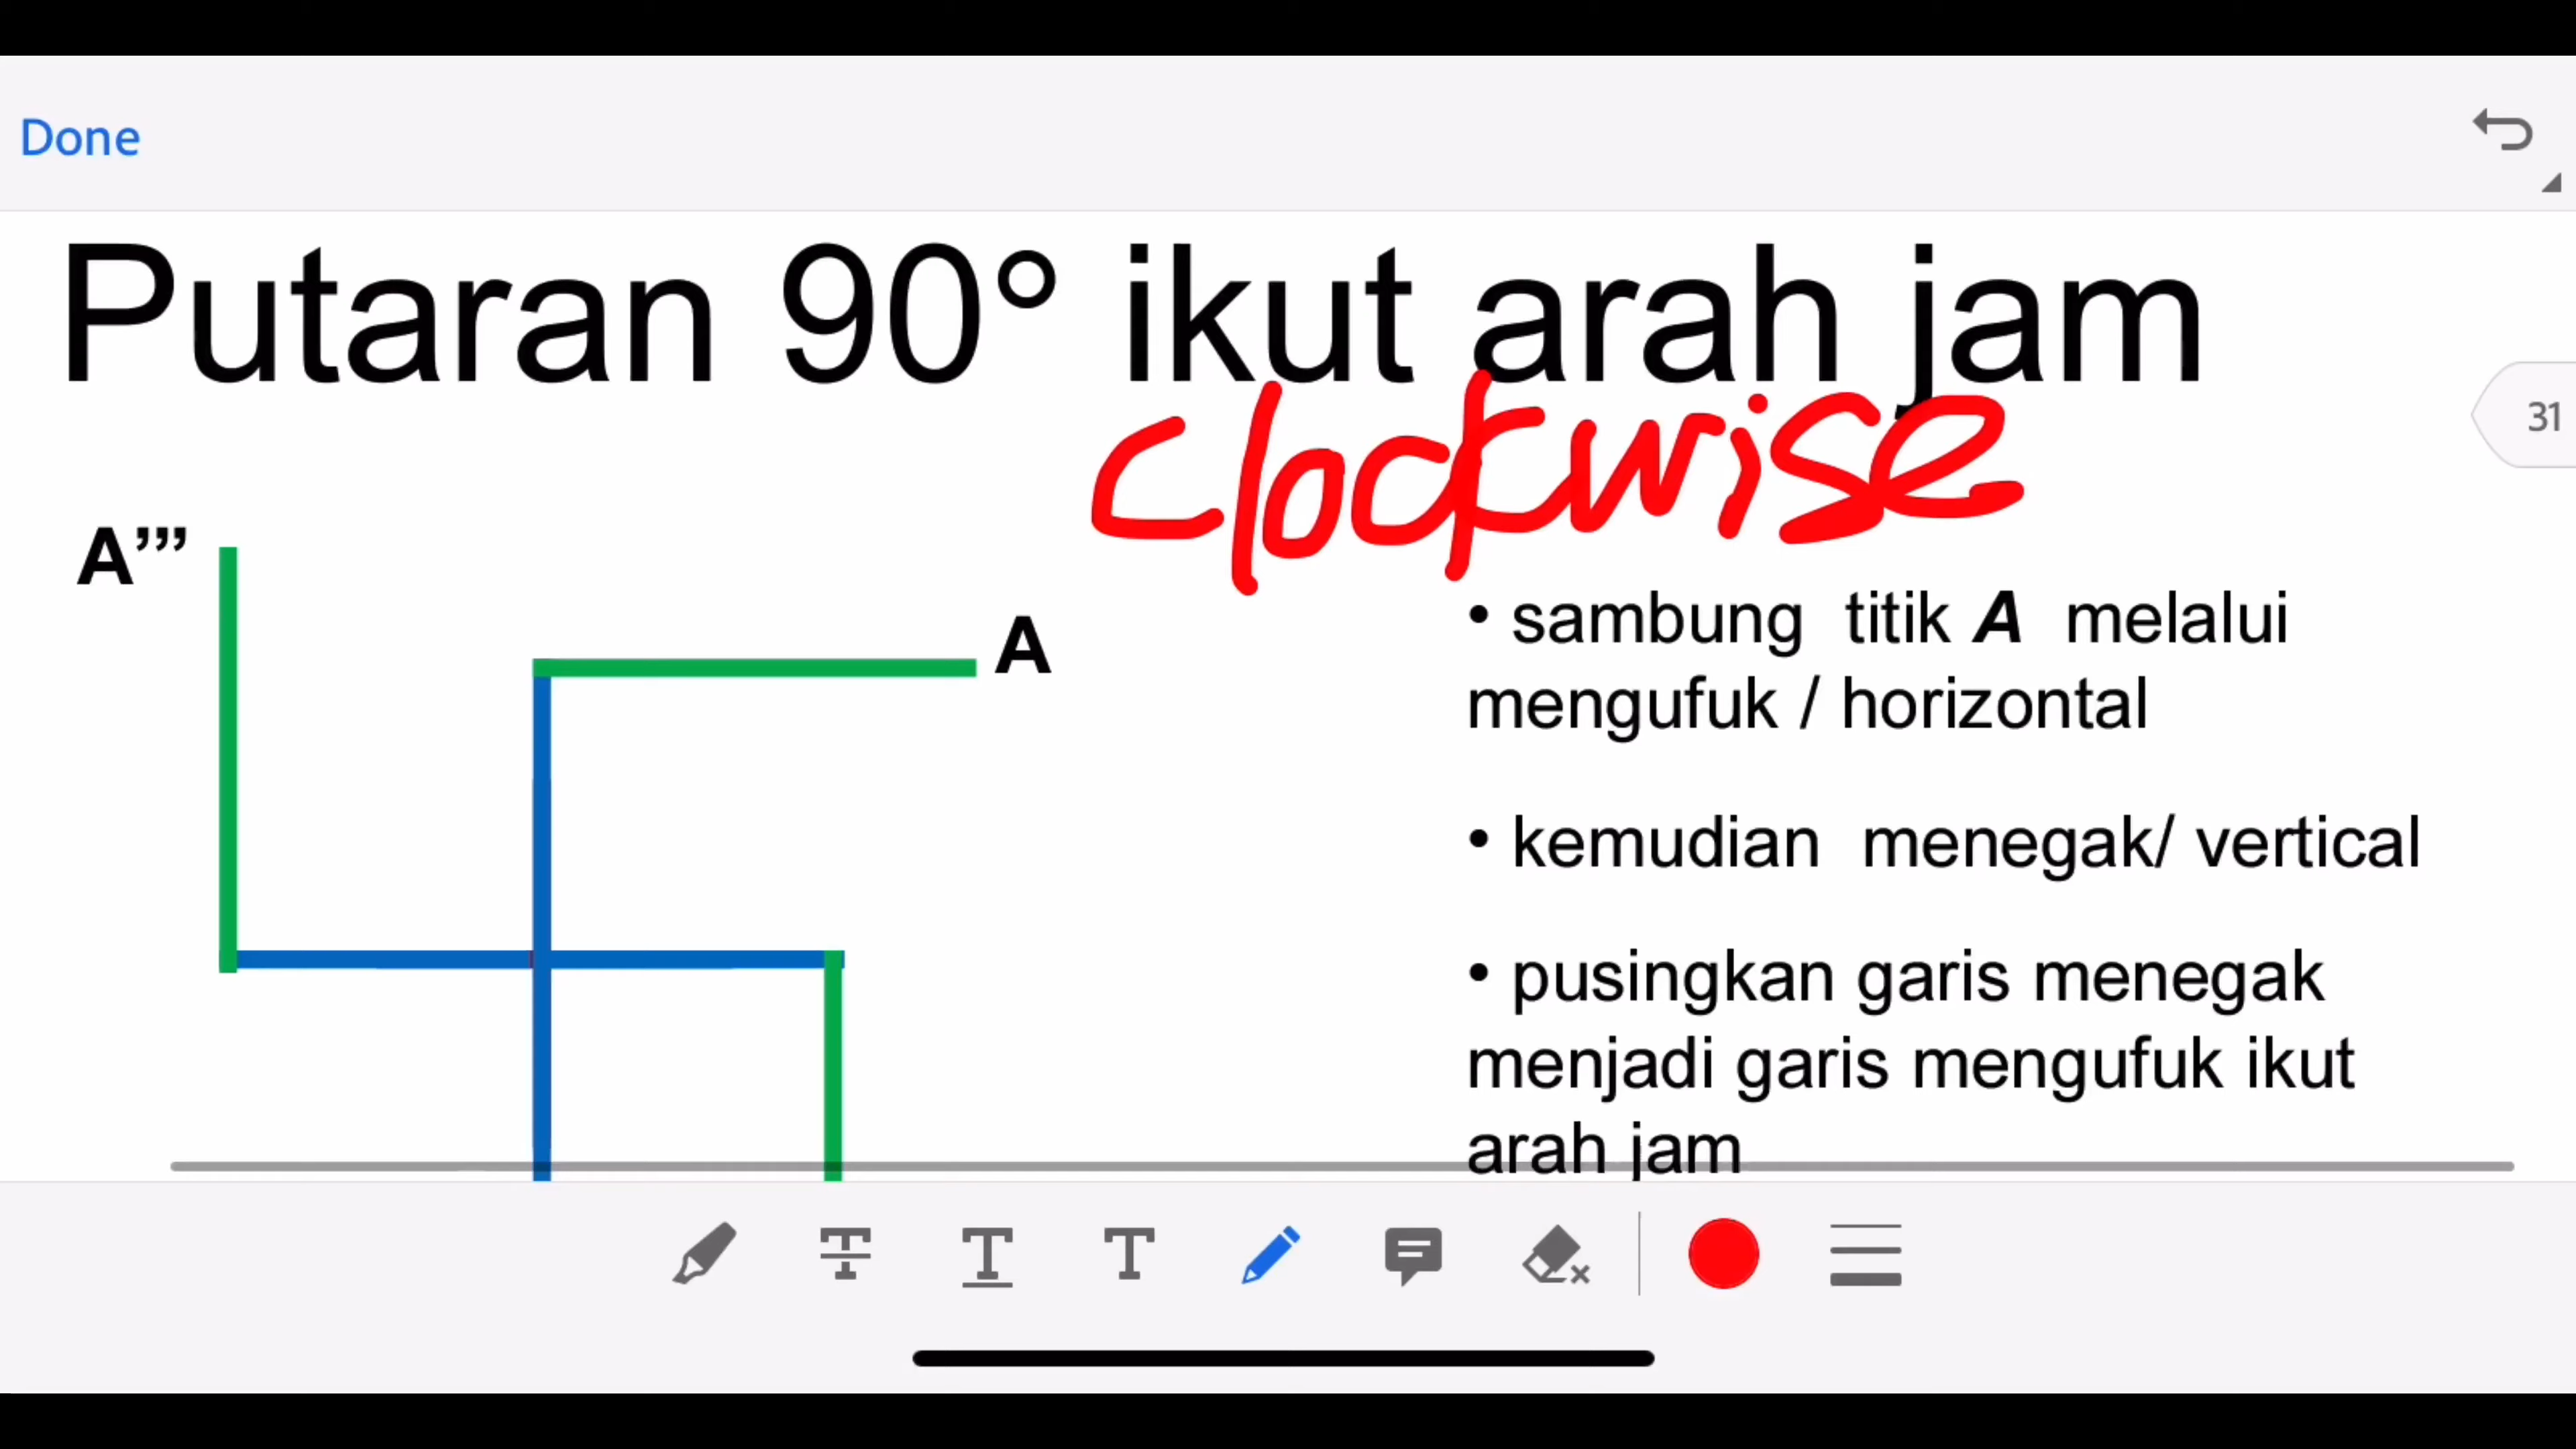 Done
Putaran 90° ikut arah jam
clockwise
31
A’’’
A
• sambung titik A melalui
mengufuk / horizontal
• kemudian menegak/ vertical
• pusingkan garis menegak
menjadi garis mengufuk ikut
arah jam